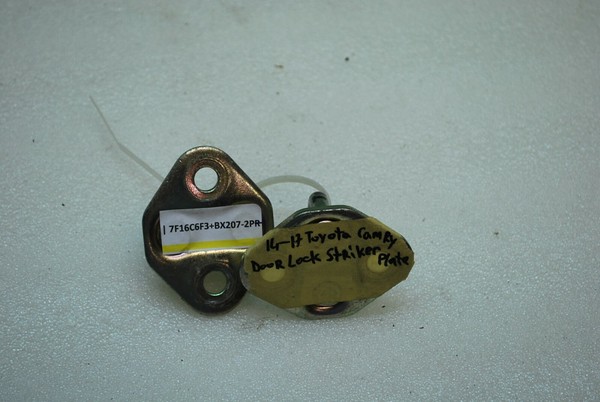 7F16C6F3+BX207-2PR-
14-17 Toyota Camry
Door Lock Striker
Plate